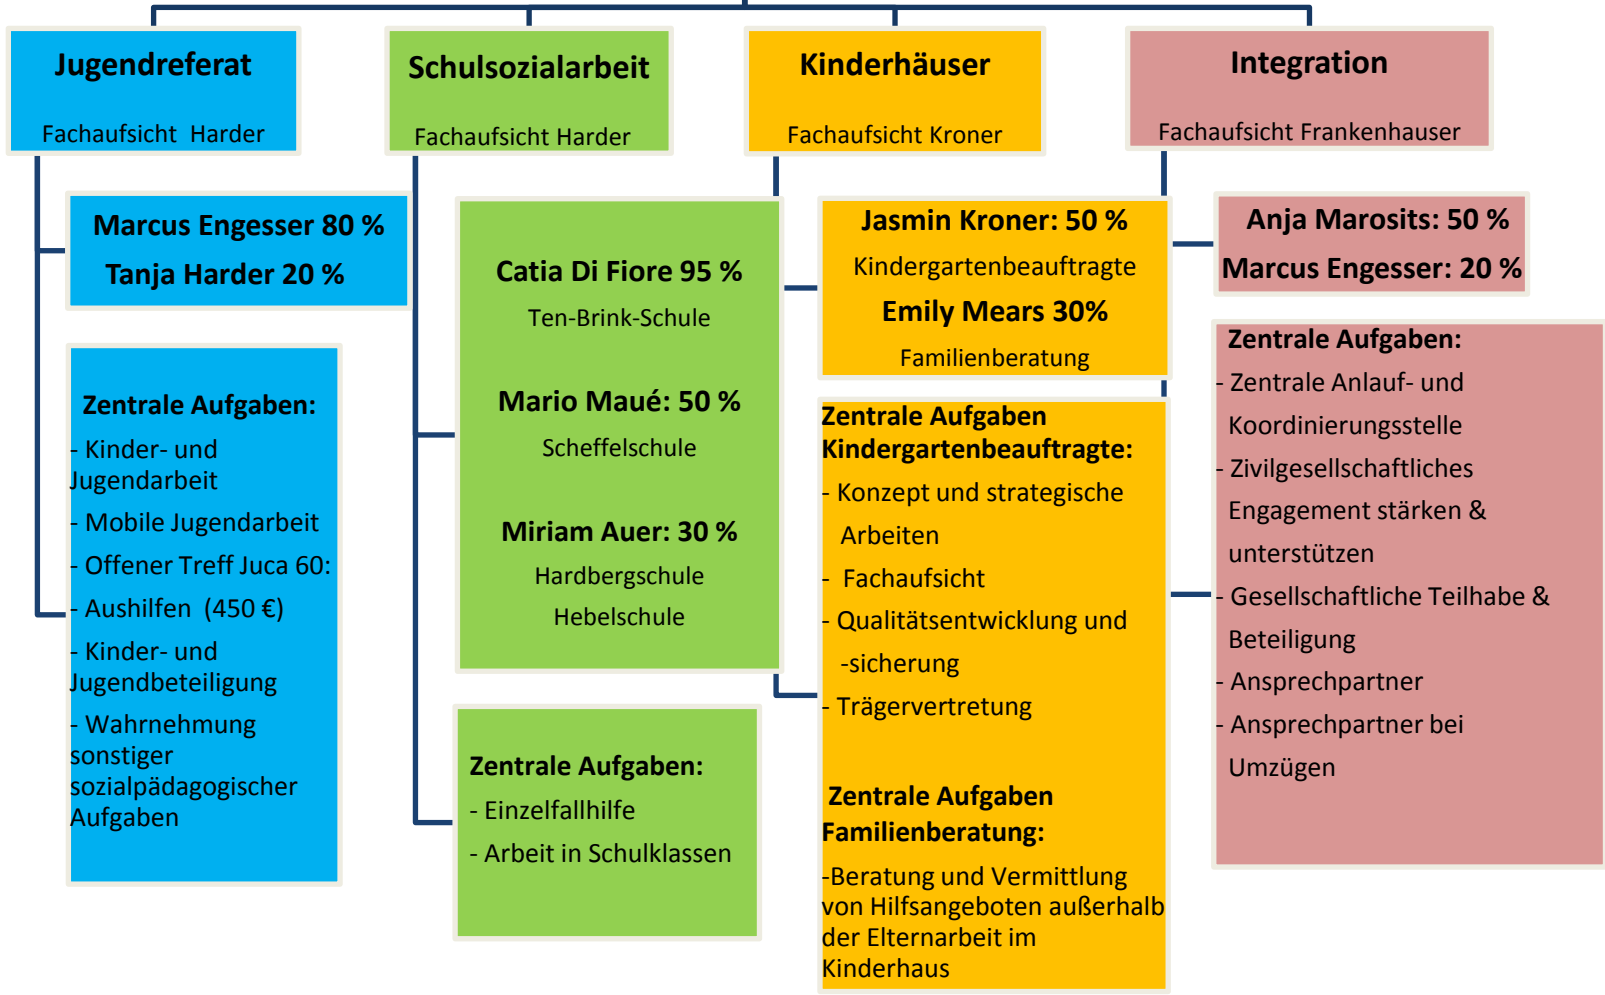 Jugendreferat
Fachaufsicht Harder
Marcus Engesser 80 %
Tanja Harder 20 %
Zentrale Aufgaben:
- Kinder- und
Jugendarbeit
- Mobile Jugendarbeit
- Offener Treff Juca 60:
- Aushilfen (450 €)
- Kinder- und
Jugendbeteiligung
- Wahrnehmung
sonstiger
sozialpädagogischer
Aufgaben
Schulsozialarbeit
Fachaufsicht Harder
Catia Di Fiore 95 %
Ten-Brink-Schule
Mario Maué: 50 %
Scheffelschule
Miriam Auer: 30 %
Hardbergschule
Hebelschule
Zentrale Aufgaben:
- Einzelfallhilfe
- Arbeit in Schulklassen
Kinderhäuser
Fachaufsicht Kroner
Jasmin Kroner: 50 %
Kindergartenbeauftragte
Emily Mears 30%
Familienberatung
Zentrale Aufgaben
Kindergartenbeauftragte:
- Konzept und strategische
Arbeiten
- Fachaufsicht
- Qualitätsentwicklung und
-sicherung
- Trägervertretung
Zentrale Aufgaben
Familienberatung:
-Beratung und Vermittlung
von Hilfsangeboten außerhalb
der Elternarbeit im
Kinderhaus
Integration
Fachaufsicht Frankenhauser
Anja Marosits: 50 %
Marcus Engesser: 20 %
Zentrale Aufgaben:
- Zentrale Anlauf- und
Koordinierungsstelle
- Zivilgesellschaftliches
Engagement stärken &
unterstützen
- Gesellschaftliche Teilhabe &
Beteiligung
- Ansprechpartner
- Ansprechpartner bei
Umzügen